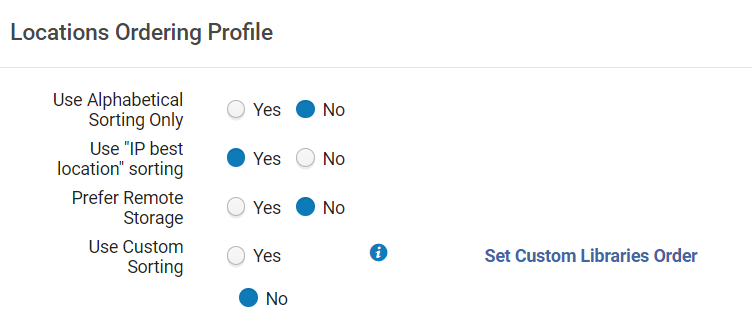 Locations Ordering Profile
Use Alphabetical
Sorting Only
Yes No
Use "IP best
location" sorting
Yes No
Prefer Remote
Storage
Yes No
Use Custom
Sorting
Yes
i
Set Custom Libraries Order
No